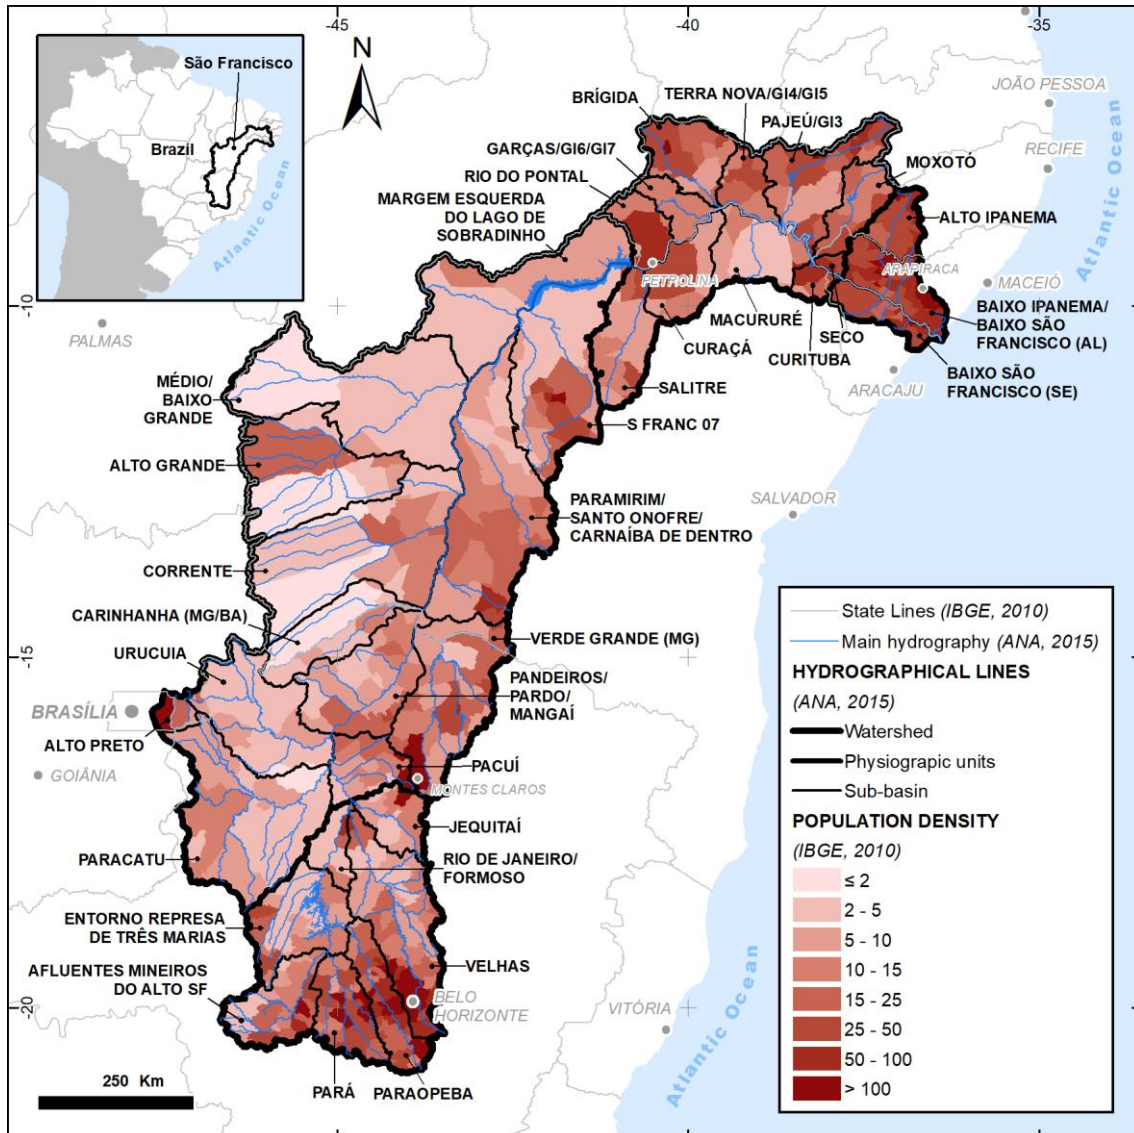 -45
-40
-35
São Francisco
Brazil
Atlantic Ocean
N
JOÃO PESSOA
RECIFE
Atlantic Ocean
BRÍGIDA
TERRA NOVA/GI4/GI5
PAJEÚ/GI3
GARÇAS/GI6/GI7
RIO DO PONTAL
MOXOTÓ
MARGEM ESQUERDA
DO LAGO DE
SOBRADINHO
ALTO IPANEMA
PETROLINA
ARAPIRACA
MACEIÓ
-10
-10
PALMAS
MACURURÉ
SECO
BAIXO IPANEMA/
BAIXO SÃO
FRANCISCO (AL)
CURAÇÁ
CURITUBA
ARACAJU
BAIXO SÃO
FRANCISCO (SE)
MÉDIO/
BAIXO
GRANDE
SALITRE
S FRANC 07
ALTO GRANDE
SALVADOR
PARAMIRIM/
SANTO ONOFRE/
CARNAÍBA DE DENTRO
CORRENTE
CARINHANHA (MG/BA)
VERDE GRANDE (MG)
URUCUIA
-15
-15
PANDEIROS/
PARDO/
MANGAÍ
BRASÍLIA
ALTO PRETO
GOIÂNIA
PACUÍ
MONTES CLAROS
JEQUITAÍ
PARACATU
RIO DE JANEIRO/
FORMOSO
ENTORNO REPRESA
DE TRÊS MARIAS
AFLUENTES MINEIROS
DO ALTO SF
VELHAS
BELO
HORIZONTE
VITÓRIA
-20
-20
Atlantic Ocean
PARÁ
PARAOPEBA
250 Km
State Lines (IBGE, 2010)
Main hydrography (ANA, 2015)
HYDROGRAPHICAL LINES
(ANA, 2015)
Watershed
Physiograpic units
Sub-basin
POPULATION DENSITY
(IBGE, 2010)
≤ 2
2 - 5
5 - 10
10 - 15
15 - 25
25 - 50
50 - 100
> 100
-45
-40
-35